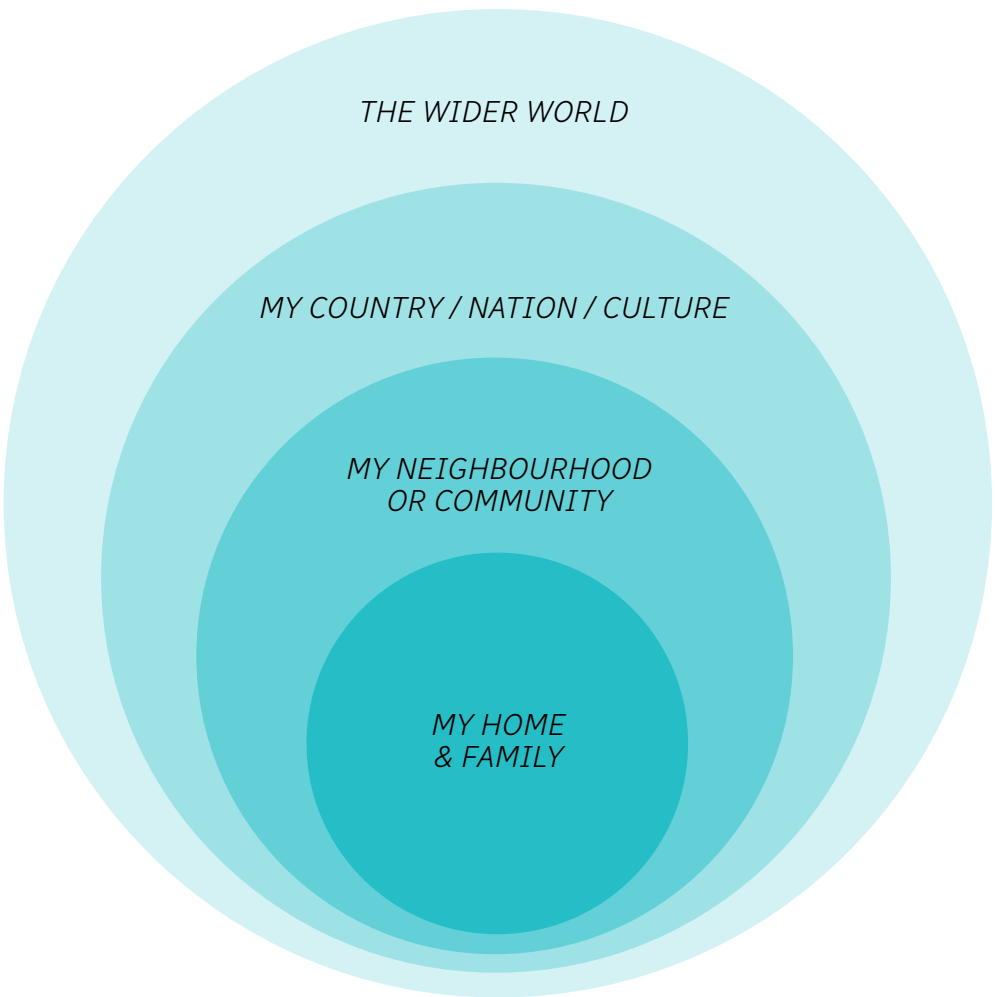 THE WIDER WORLD
MY COUNTRY / NATION / CULTURE
MY NEIGHBOURHOOD
OR COMMUNITY
MY HOME
& FAMILY